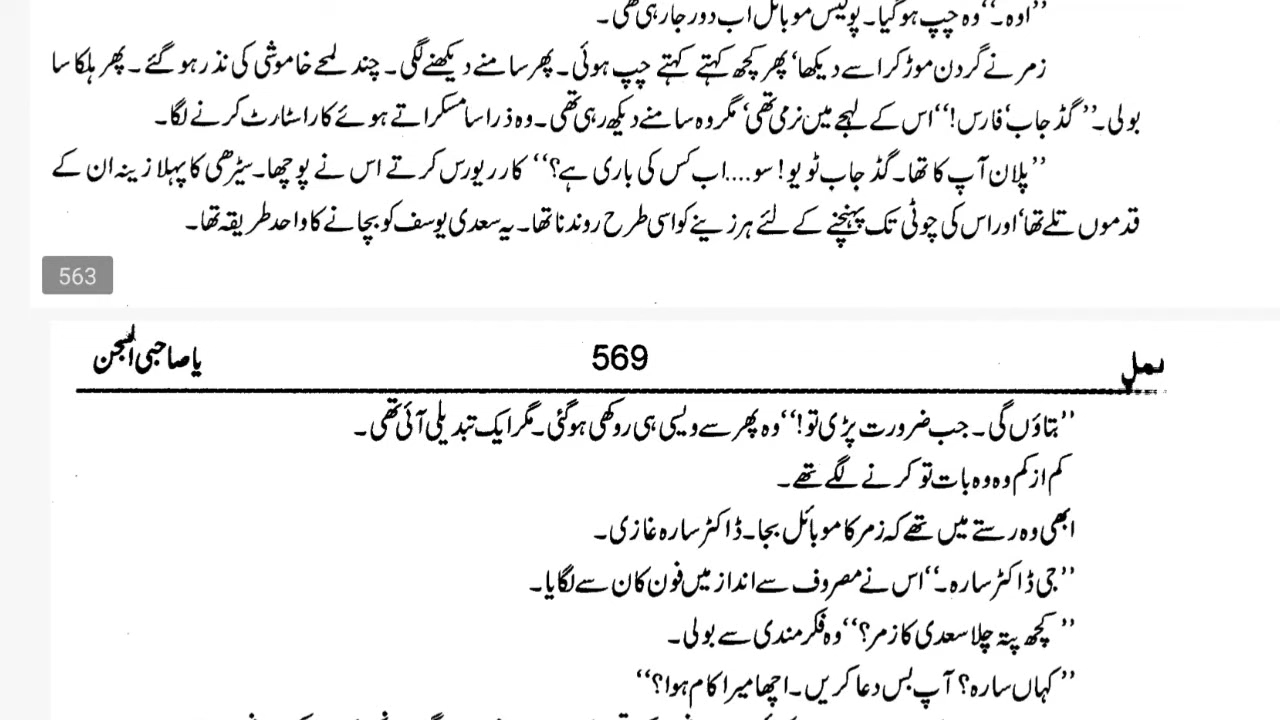 ’’اوہ۔‘‘ وہ چپ ہو گیا۔ پولیس موبائل اب دور جا رہی تھی۔
زمر نے گردن موڑ کر اسے دیکھا‘ پھر کچھ کہتے کہتے چپ ہوئی۔ پھر سامنے دیکھنے لگی۔ چند لمحے خاموشی کی نذر ہو گئے۔ پھر ہلکا سا
بولی۔ ’’گڈ جاب‘ فارس!‘‘ اس کے لہجے میں نرمی تھی‘ مگر وہ سامنے دیکھ رہی تھی۔ وہ ذرا سا مسکراتے ہوئے کار اسٹارٹ کرنے لگا۔
’’پلان آپ کا تھا۔ گڈ جاب ٹو یو! سو....اب کس کی باری ہے؟‘‘ کار ریورس کرتے اس نے پوچھا۔ سیڑھی کا پہلا زینہ ان کے
قدموں تلے تھا‘ اور اس کی چوٹی تک پہنچنے کے لئے ہر زینے کو اسی طرح روندنا تھا۔ یہ سعدی یوسف کو بچانے کا واحد طریقہ تھا۔
563
نمل 569 یا صاحبی السجن
’’بتاؤں گی۔ جب ضرورت پڑی تو!‘‘ وہ پھر سے ویسی ہی روکھی ہو گئی۔ مگر ایک تبدیلی آئی تھی۔
کم از کم وہ وہ بات تو کرنے لگے تھے۔
ابھی وہ رستے میں تھے کہ زمر کا موبائل بجا۔ ڈاکٹر سارہ غازی۔
’’جی ڈاکٹر سارہ۔‘‘ اس نے مصروف سے انداز میں فون کان سے لگایا۔
’’کچھ پتہ چلا سعدی کا زمر؟‘‘ وہ فکرمندی سے بولی۔
’’کہاں سارہ؟ آپ بس دعا کریں۔ اچھا میرا کام ہوا؟‘‘